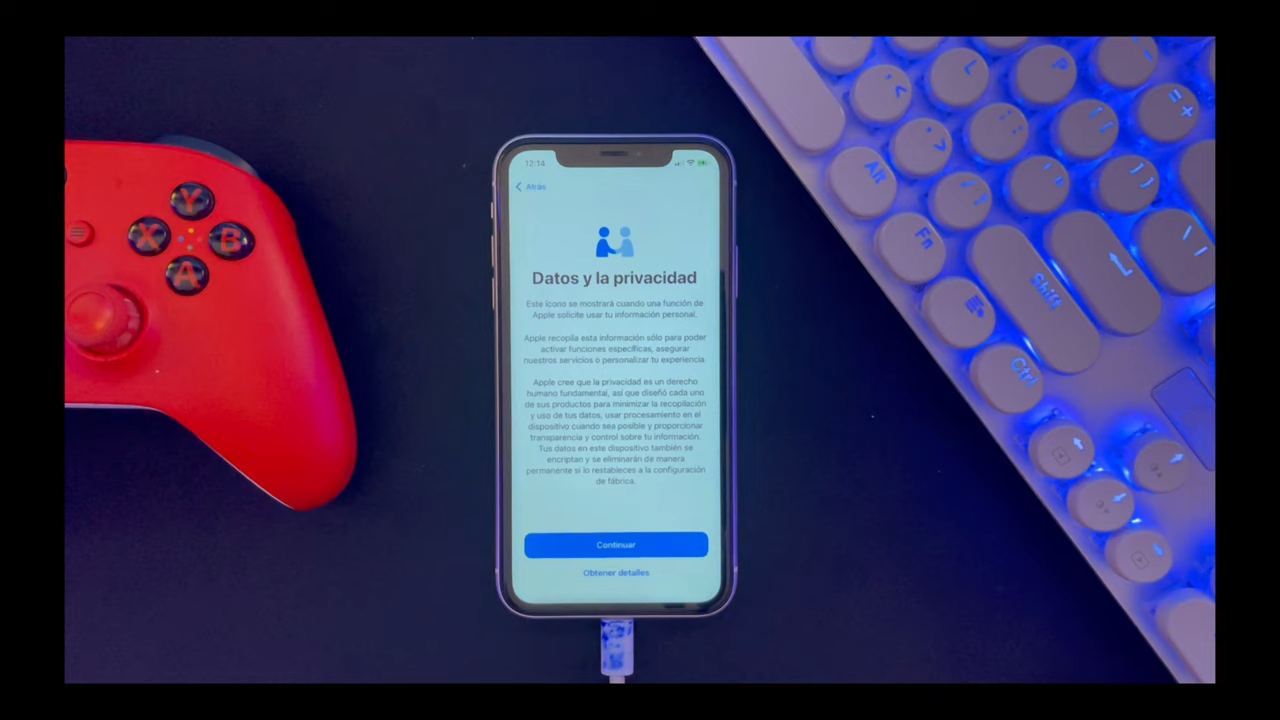 12:14
Atrás
Datos y la privacidad
Este ícono se mostrará cuando una función de
Apple solicite usar tu información personal.
Apple recopila esta información sólo para poder
activar funciones específicas, asegurar
nuestros servicios o personalizar tu experiencia.
Apple cree que la privacidad es un derecho
humano fundamental, así que diseñó cada uno
de sus productos para minimizar la recopilación
y uso de tus datos, usar procesamiento en el
dispositivo cuando sea posible y proporcionar
transparencia y control sobre tu información.
Tus datos en este dispositivo también se
encriptan y se eliminarán de manera
permanente si lo restableces a la configuración
de fábrica.
Continuar
Obtener detalles
Y
X
B
A
L
P
Alt
Fn
Shift
Ctrl